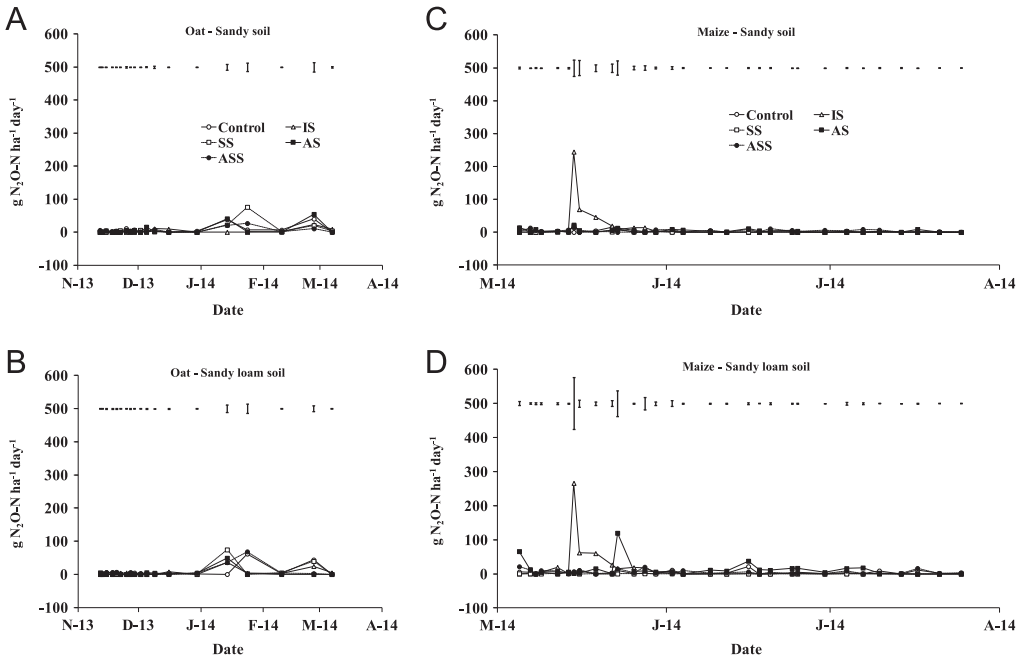 A
Oat - Sandy soil
600
500
400
300
200
100
0
-100
g N₂O-N ha⁻¹ day⁻¹
Control
IS
SS
AS
ASS
N-13
D-13
J-14
F-14
M-14
A-14
Date
C
Maize - Sandy soil
600
500
400
300
200
100
0
-100
g N₂O-N ha⁻¹ day⁻¹
Control
IS
SS
AS
ASS
M-14
J-14
J-14
A-14
Date
B
Oat - Sandy loam soil
600
500
400
300
200
100
0
-100
g N₂O-N ha⁻¹ day⁻¹
N-13
D-13
J-14
F-14
M-14
A-14
Date
D
Maize - Sandy loam soil
600
500
400
300
200
100
0
-100
g N₂O-N ha⁻¹ day⁻¹
M-14
J-14
J-14
A-14
Date